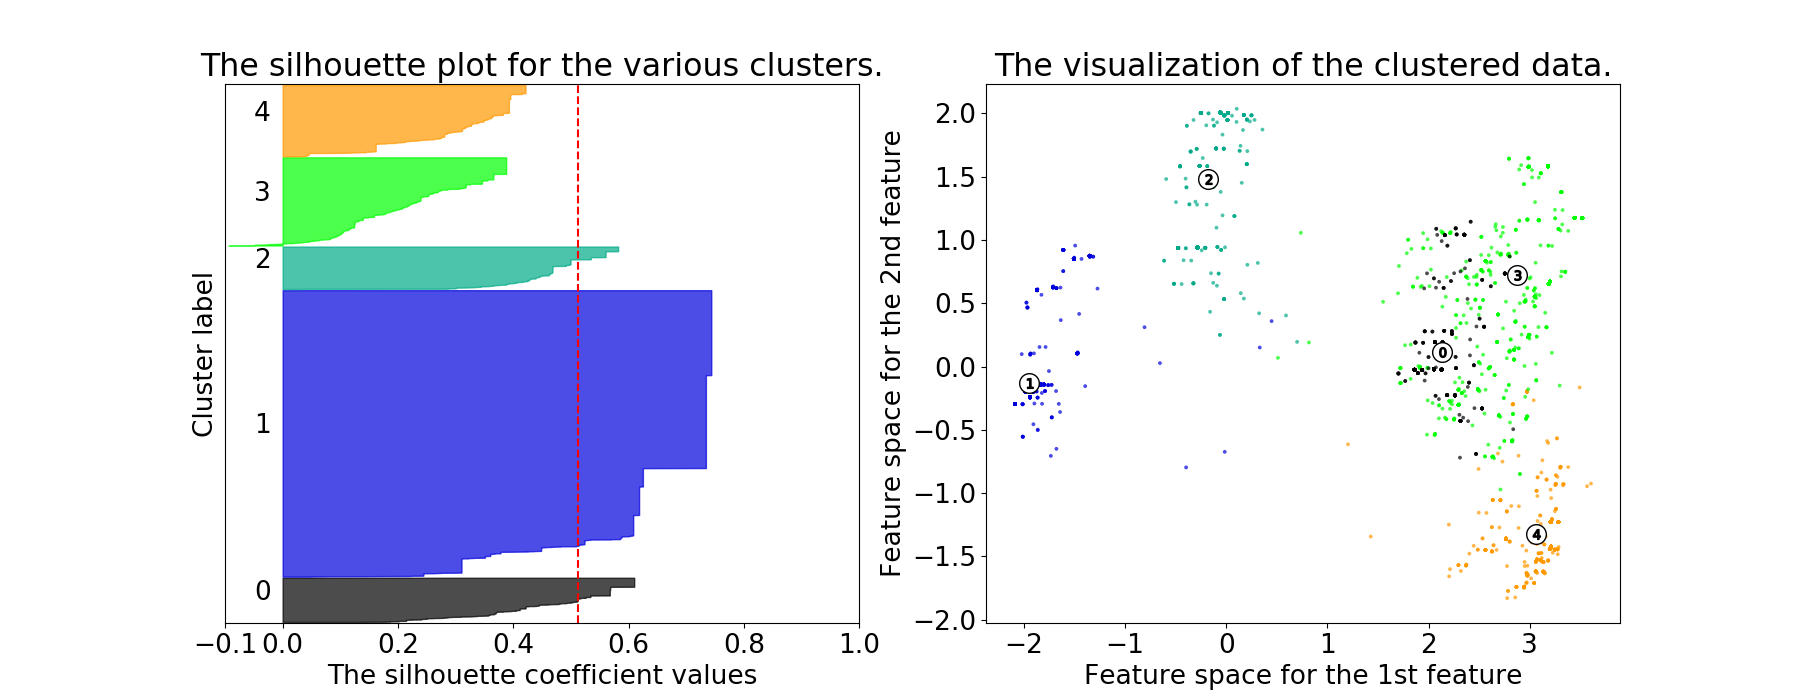 The silhouette plot for the various clusters.
4
3
2
1
0
Cluster label
−0.1 0.0 0.2 0.4 0.6 0.8 1.0
The silhouette coefficient values
The visualization of the clustered data.
2.0
1.5
1.0
0.5
0.0
−0.5
−1.0
−1.5
−2.0
Feature space for the 2nd feature
2
3
0
1
4
−2 −1 0 1 2 3
Feature space for the 1st feature